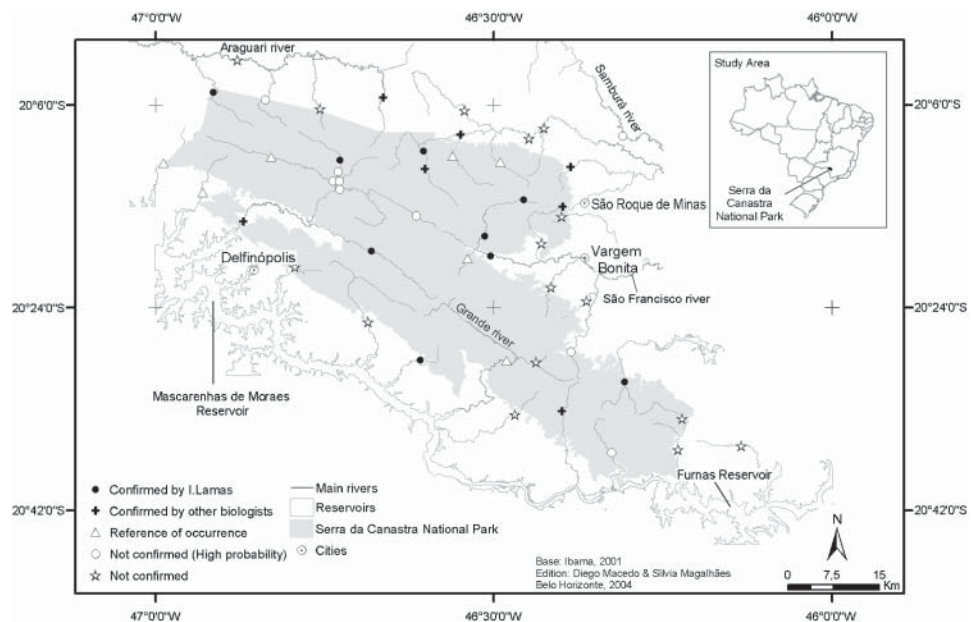 47°0'0"W 46°30'0"W 46°0'0"W
Araguari river
Study Area
Samburá river
20°6'0"S 20°6'0"S
Serra da
Canastra
National Park
São Roque de Minas
Delfinópolis
Vargem
Bonita
São Francisco river
20°24'0"S 20°24'0"S
Grande river
Mascarenhas de Moraes
Reservoir
Furnas Reservoir
Confirmed by I.Lamas
Confirmed by other biologists
Reference of occurrence
Not confirmed (High probability)
Not confirmed
Main rivers
Reservoirs
Serra da Canastra National Park
Cities
20°42'0"S 20°42'0"S
N
Base: Ibama, 2001
Edition: Diego Macedo & Silvia Magalhães
Belo Horizonte, 2004
0 7,5 15
Km
47°0'0"W 46°30'0"W 46°0'0"W